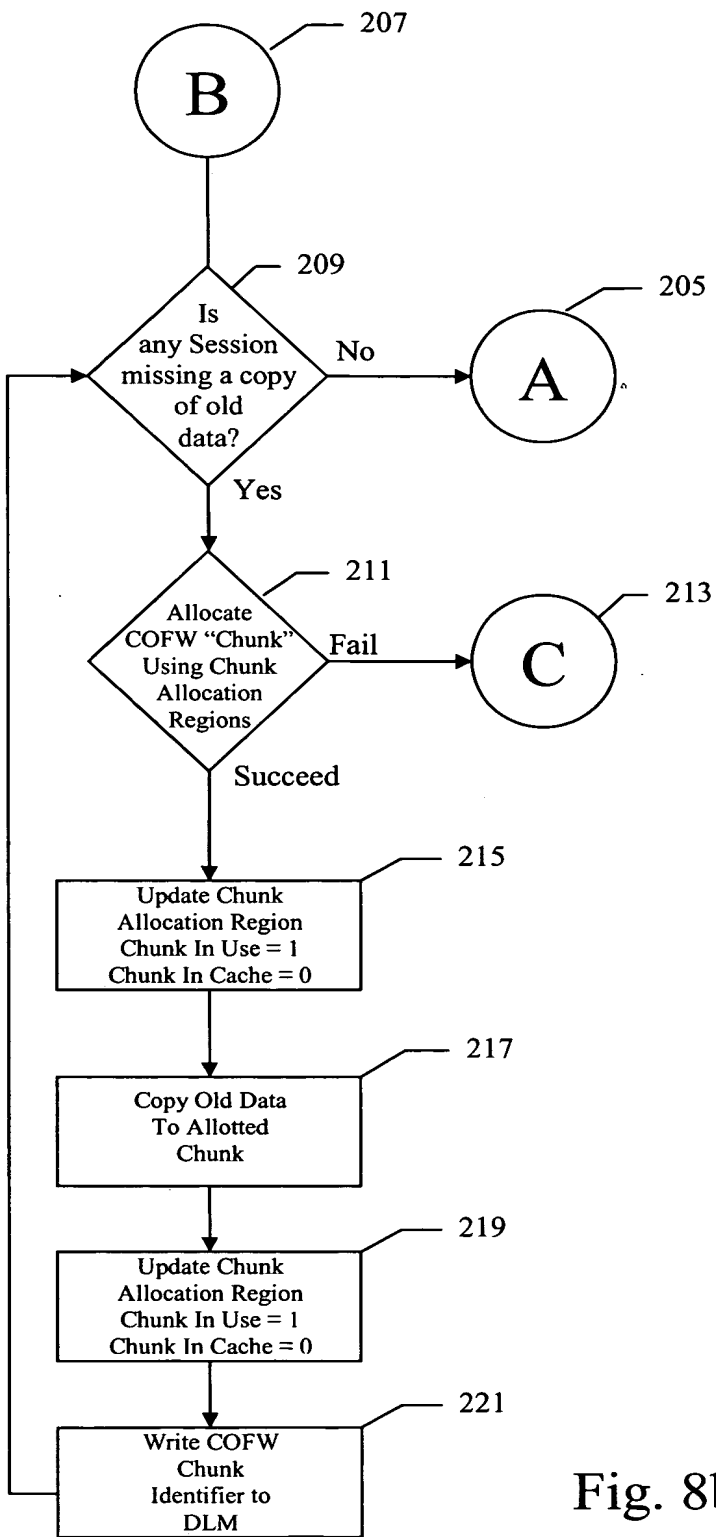 207
B
209
Is
any Session
missing a copy
of old
data?
No
205
A
Yes
211
Allocate
COFW “Chunk”
Using Chunk
Allocation
Regions
Fail
213
C
Succeed
215
Update Chunk
Allocation Region
Chunk In Use = 1
Chunk In Cache = 0
217
Copy Old Data
To Allotted
Chunk
219
Update Chunk
Allocation Region
Chunk In Use = 1
Chunk In Cache = 0
221
Write COFW
Chunk
Identifier to
DLM
Fig. 8b